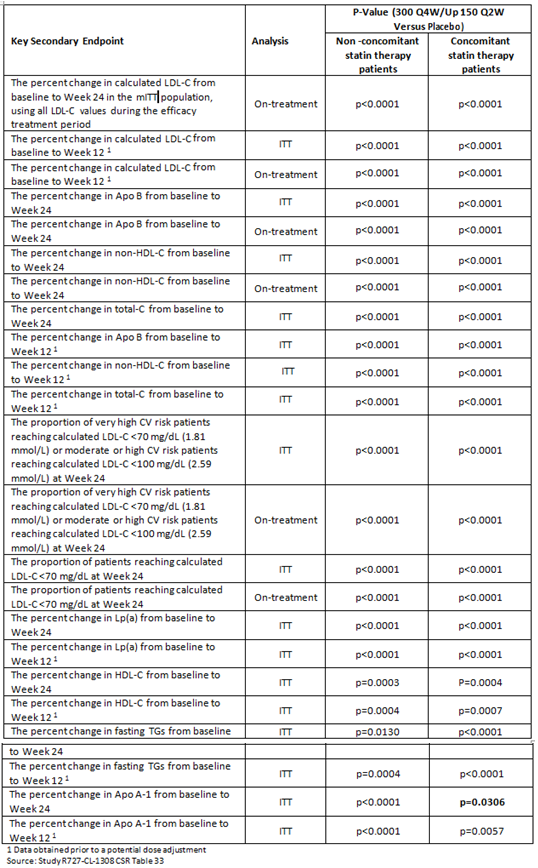 P-Value (300 Q4W/Up 150 Q2W
Versus Placebo)
Key Secondary Endpoint
Analysis
Non -concomitant
statin therapy
patients
Concomitant
statin therapy
patients
The percent change in calculated LDL-C from
baseline to Week 24 in the mITT population,
using all LDL-C values during the efficacy
treatment period
On-treatment
p<0.0001
p<0.0001
The percent change in calculated LDL-C from
baseline to Week 12 1
ITT
p<0.0001
p<0.0001
The percent change in calculated LDL-C from
baseline to Week 12 1
On-treatment
p<0.0001
p<0.0001
The percent change in Apo B from baseline to
Week 24
ITT
p<0.0001
p<0.0001
The percent change in Apo B from baseline to
Week 24
On-treatment
p<0.0001
p<0.0001
The percent change in non-HDL-C from baseline
to Week 24
ITT
p<0.0001
p<0.0001
The percent change in non-HDL-C from baseline
to Week 24
On-treatment
p<0.0001
p<0.0001
The percent change in total-C from baseline to
Week 24
ITT
p<0.0001
p<0.0001
The percent change in Apo B from baseline to
Week 12 1
ITT
p<0.0001
p<0.0001
The percent change in non-HDL-C from baseline
to Week 12 1
ITT
p<0.0001
p<0.0001
The percent change in total-C from baseline to
Week 12 1
ITT
p<0.0001
p<0.0001
The proportion of very high CV risk patients
reaching calculated LDL-C <70 mg/dL (1.81
mmol/L) or moderate or high CV risk patients
reaching calculated LDL-C <100 mg/dL (2.59
mmol/L) at Week 24
ITT
p<0.0001
p<0.0001
The proportion of very high CV risk patients
reaching calculated LDL-C <70 mg/dL (1.81
mmol/L) or moderate or high CV risk patients
reaching calculated LDL-C <100 mg/dL (2.59
mmol/L) at Week 24
On-treatment
p<0.0001
p<0.0001
The proportion of patients reaching calculated
LDL-C <70 mg/dL at Week 24
ITT
p<0.0001
p<0.0001
The proportion of patients reaching calculated
LDL-C <70 mg/dL at Week 24
On-treatment
p<0.0001
p<0.0001
The percent change in Lp(a) from baseline to
Week 24
ITT
p<0.0001
p<0.0001
The percent change in Lp(a) from baseline to
Week 12 1
ITT
p<0.0001
p<0.0001
The percent change in HDL-C from baseline to
Week 24
ITT
p=0.0003
P=0.0004
The percent change in HDL-C from baseline to
Week 12 1
ITT
p=0.0004
p=0.0007
The percent change in fasting TGs from baseline
ITT
p=0.0130
p<0.0001
to Week 24
The percent change in fasting TGs from baseline
to Week 12 1
ITT
p=0.0004
p<0.0001
The percent change in Apo A-1 from baseline to
Week 24
ITT
p<0.0001
p=0.0306
The percent change in Apo A-1 from baseline to
Week 12 1
ITT
p<0.0001
p=0.0057
1 Data obtained prior to a potential dose adjustment
Source: Study R727-CL-1308 CSR Table 33